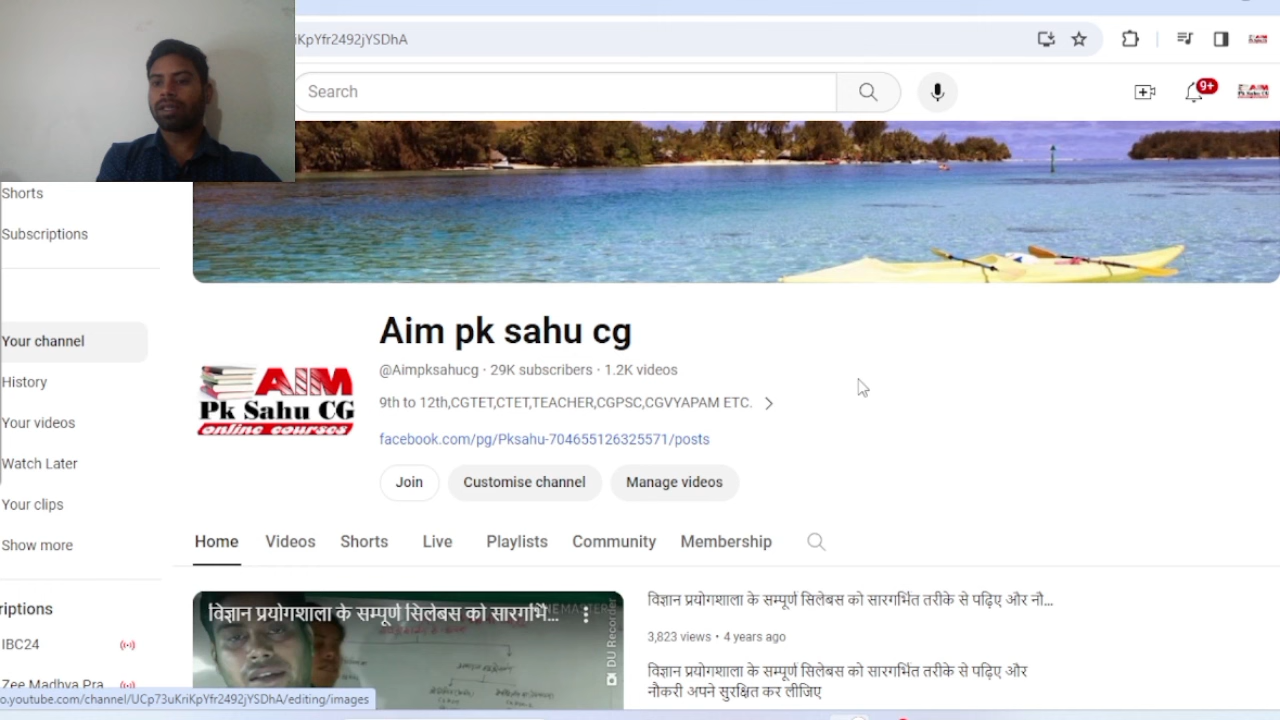 iKpYfr2492jYSDhA
Search
9+
Shorts
Subscriptions
Your channel
History
Your videos
Watch Later
Your clips
Show more
riptions
IBC24
Zee Madhya Pra
Aim pk sahu cg
@Aimpksahucg · 29K subscribers · 1.2K videos
9th to 12th,CGTET,CTET,TEACHER,CGPSC,CGVYAPAM ETC.
facebook.com/pg/Pksahu-704655126325571/posts
AIM
Pk Sahu CG
online courses
Join
Customise channel
Manage videos
Home Videos Shorts Live Playlists Community Membership
विज्ञान प्रयोगशाला के सम्पूर्ण सिलेबस को सारगर्भि...
DU Recorder
विज्ञान प्रयोगशाला के सम्पूर्ण सिलेबस को सारगर्भित तरीके से पढ़िए और नौ...
3,823 views • 4 years ago
विज्ञान प्रयोगशाला के सम्पूर्ण सिलेबस को सारगर्भित तरीके से पढ़िए और
नौकरी अपने सुरक्षित कर लीजिए
o.youtube.com/channel/UCp73uKriKpYfr2492jYSDhA/editing/images